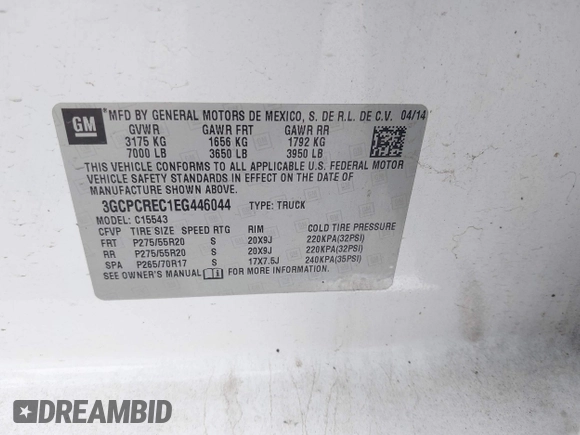 GM
MFD BY GENERAL MOTORS DE MEXICO, S. DE R.L. DE C.V. 04/14
GVWR GAWR FRT GAWR RR
3175 KG 1656 KG 1792 KG
7000 LB 3650 LB 3950 LB
THIS VEHICLE CONFORMS TO ALL APPLICABLE U.S. FEDERAL MOTOR
VEHICLE SAFETY STANDARDS IN EFFECT ON THE DATE OF
MANUFACTURE SHOWN ABOVE.
3GCPCREC1EG446044 TYPE: TRUCK
MODEL: C15543
CFVP TIRE SIZE SPEED RTG RIM COLD TIRE PRESSURE
FRT P275/55R20 S 20X9J 220KPA(32PSI)
RR P275/55R20 S 20X9J 220KPA(32PSI)
SPA P265/70R17 S 17X7.5J 240KPA(35PSI)
SEE OWNER'S MANUAL FOR MORE INFORMATION.
DREAMBID